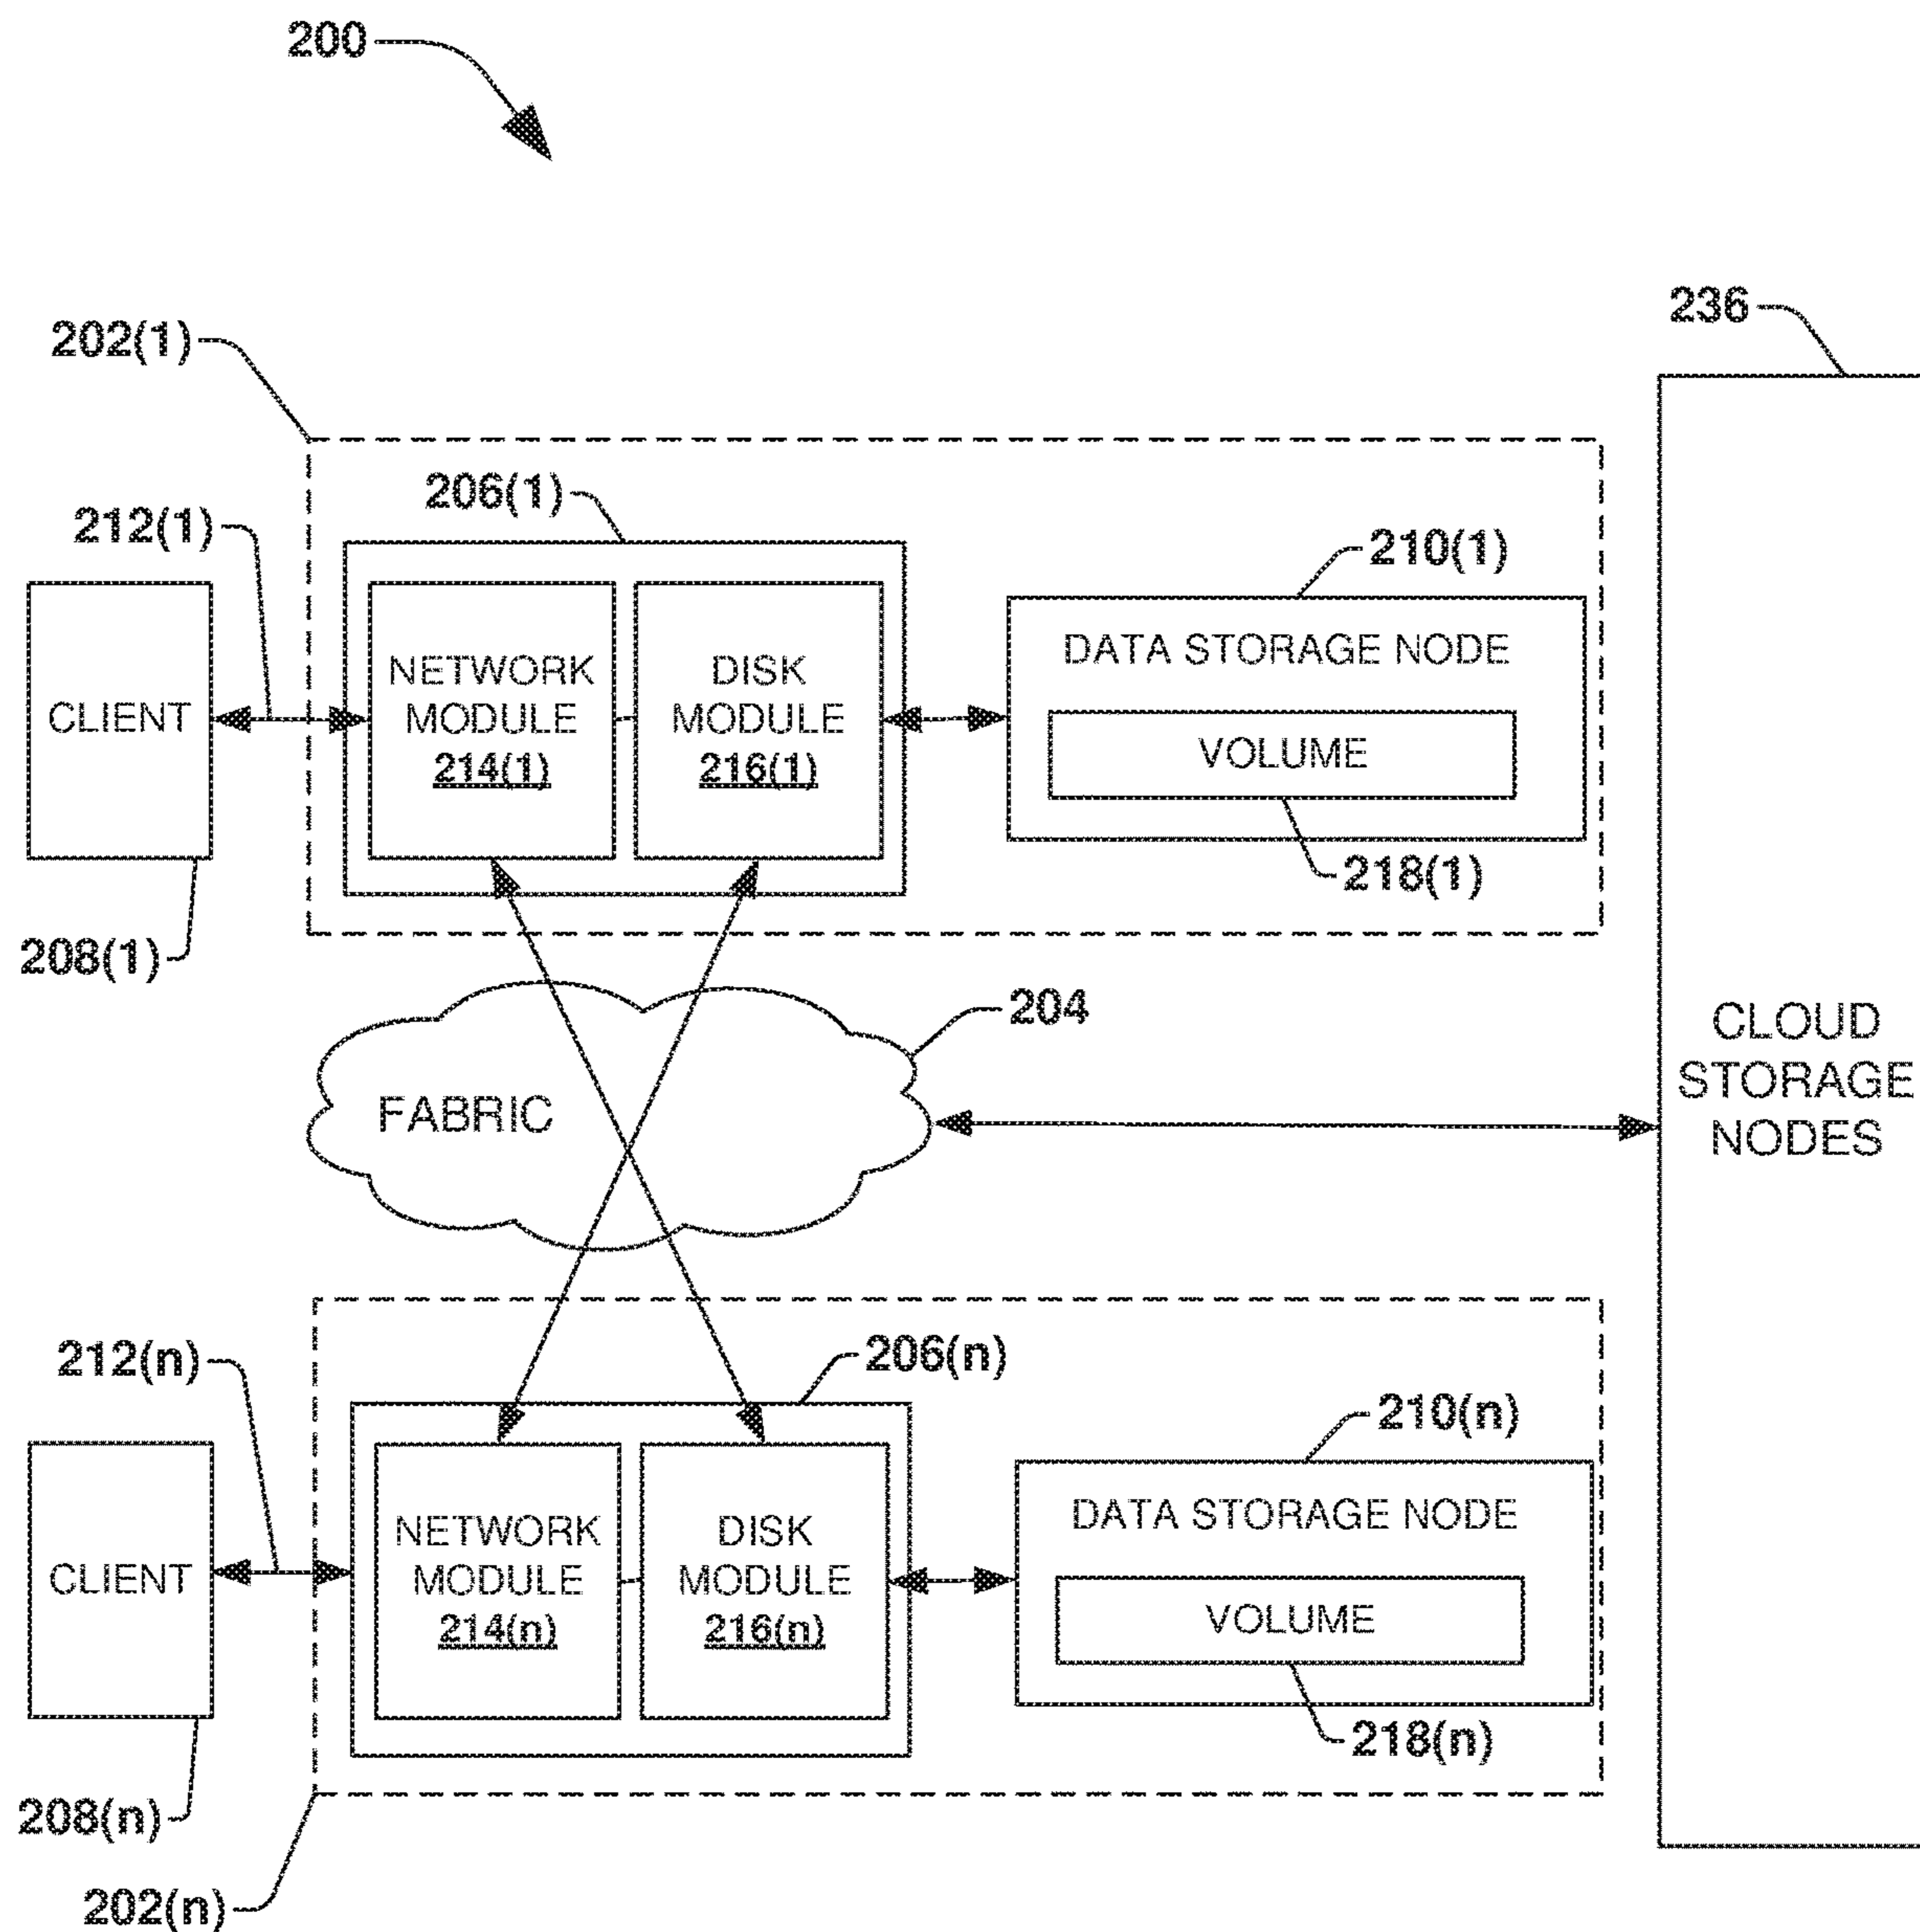 200
236
202(1)
206(1)
212(1)
210(1)
CLIENT
NETWORK
MODULE
214(1)
DISK
MODULE
216(1)
DATA STORAGE NODE
VOLUME
218(1)
208(1)
204
FABRIC
CLOUD
STORAGE
NODES
212(n)
206(n)
210(n)
CLIENT
NETWORK
MODULE
214(n)
DISK
MODULE
216(n)
DATA STORAGE NODE
VOLUME
218(n)
208(n)
202(n)